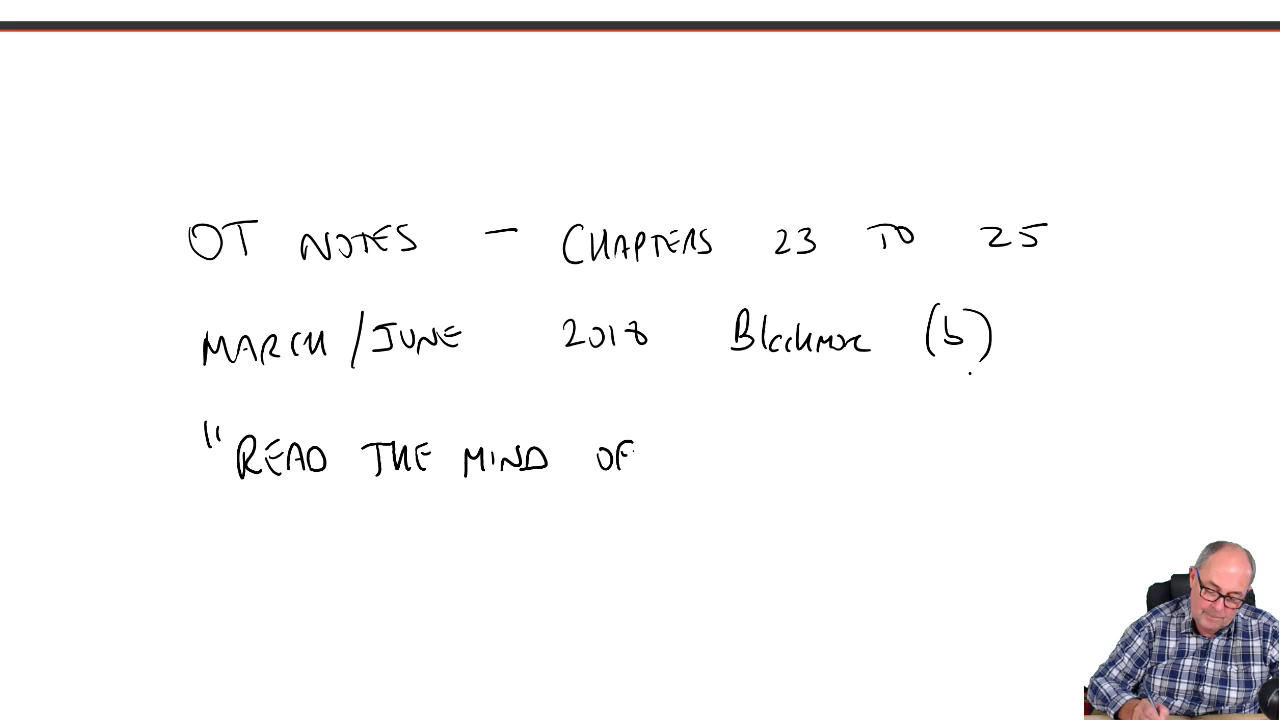 OT NOTES – CHAPTERS 23 TO 25
MARCH/JUNE 2018 Blackmore (b)
"READ THE MIND OF